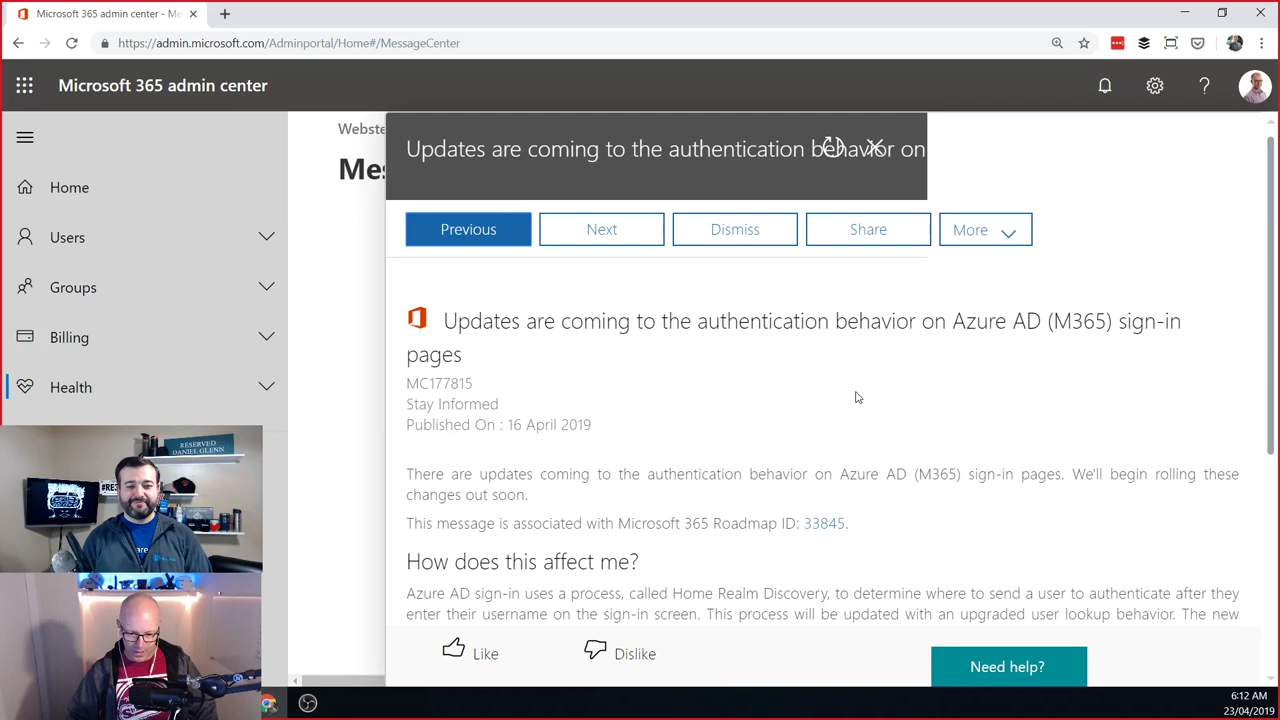 Microsoft 365 admin center - Me
https://admin.microsoft.com/Adminportal/Home#/MessageCenter
Microsoft 365 admin center
Home
Users
Groups
Billing
Health
Webste
Mes
Updates are coming to the authentication behavior on
Previous
Next
Dismiss
Share
More
Updates are coming to the authentication behavior on Azure AD (M365) sign-in
pages
MC177815
Stay Informed
Published On : 16 April 2019
There are updates coming to the authentication behavior on Azure AD (M365) sign-in pages. We'll begin rolling these
changes out soon.
This message is associated with Microsoft 365 Roadmap ID: 33845.
How does this affect me?
Azure AD sign-in uses a process, called Home Realm Discovery, to determine where to send a user to authenticate after they
enter their username on the sign-in screen. This process will be updated with an upgraded user lookup behavior. The new
Like
Dislike
Need help?
RESERVED
DANIEL GLENN
6:12 AM
23/04/2019